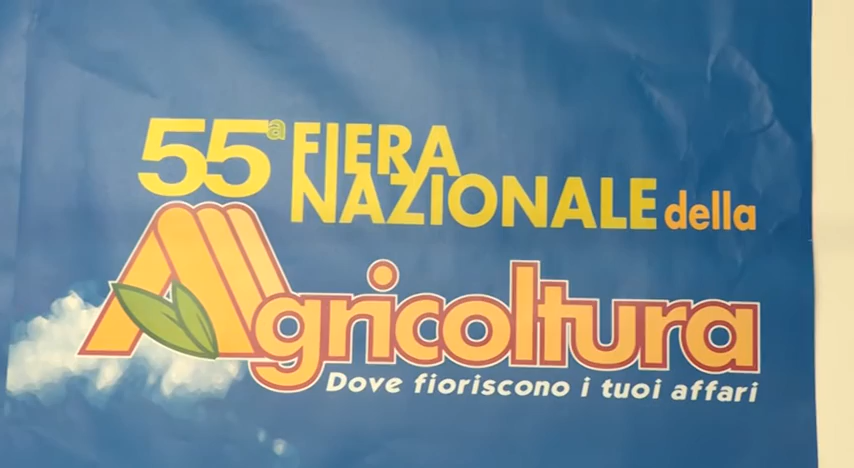 55ª FIERA
NAZIONALE della
Agricoltura
Dove fioriscono i tuoi affari